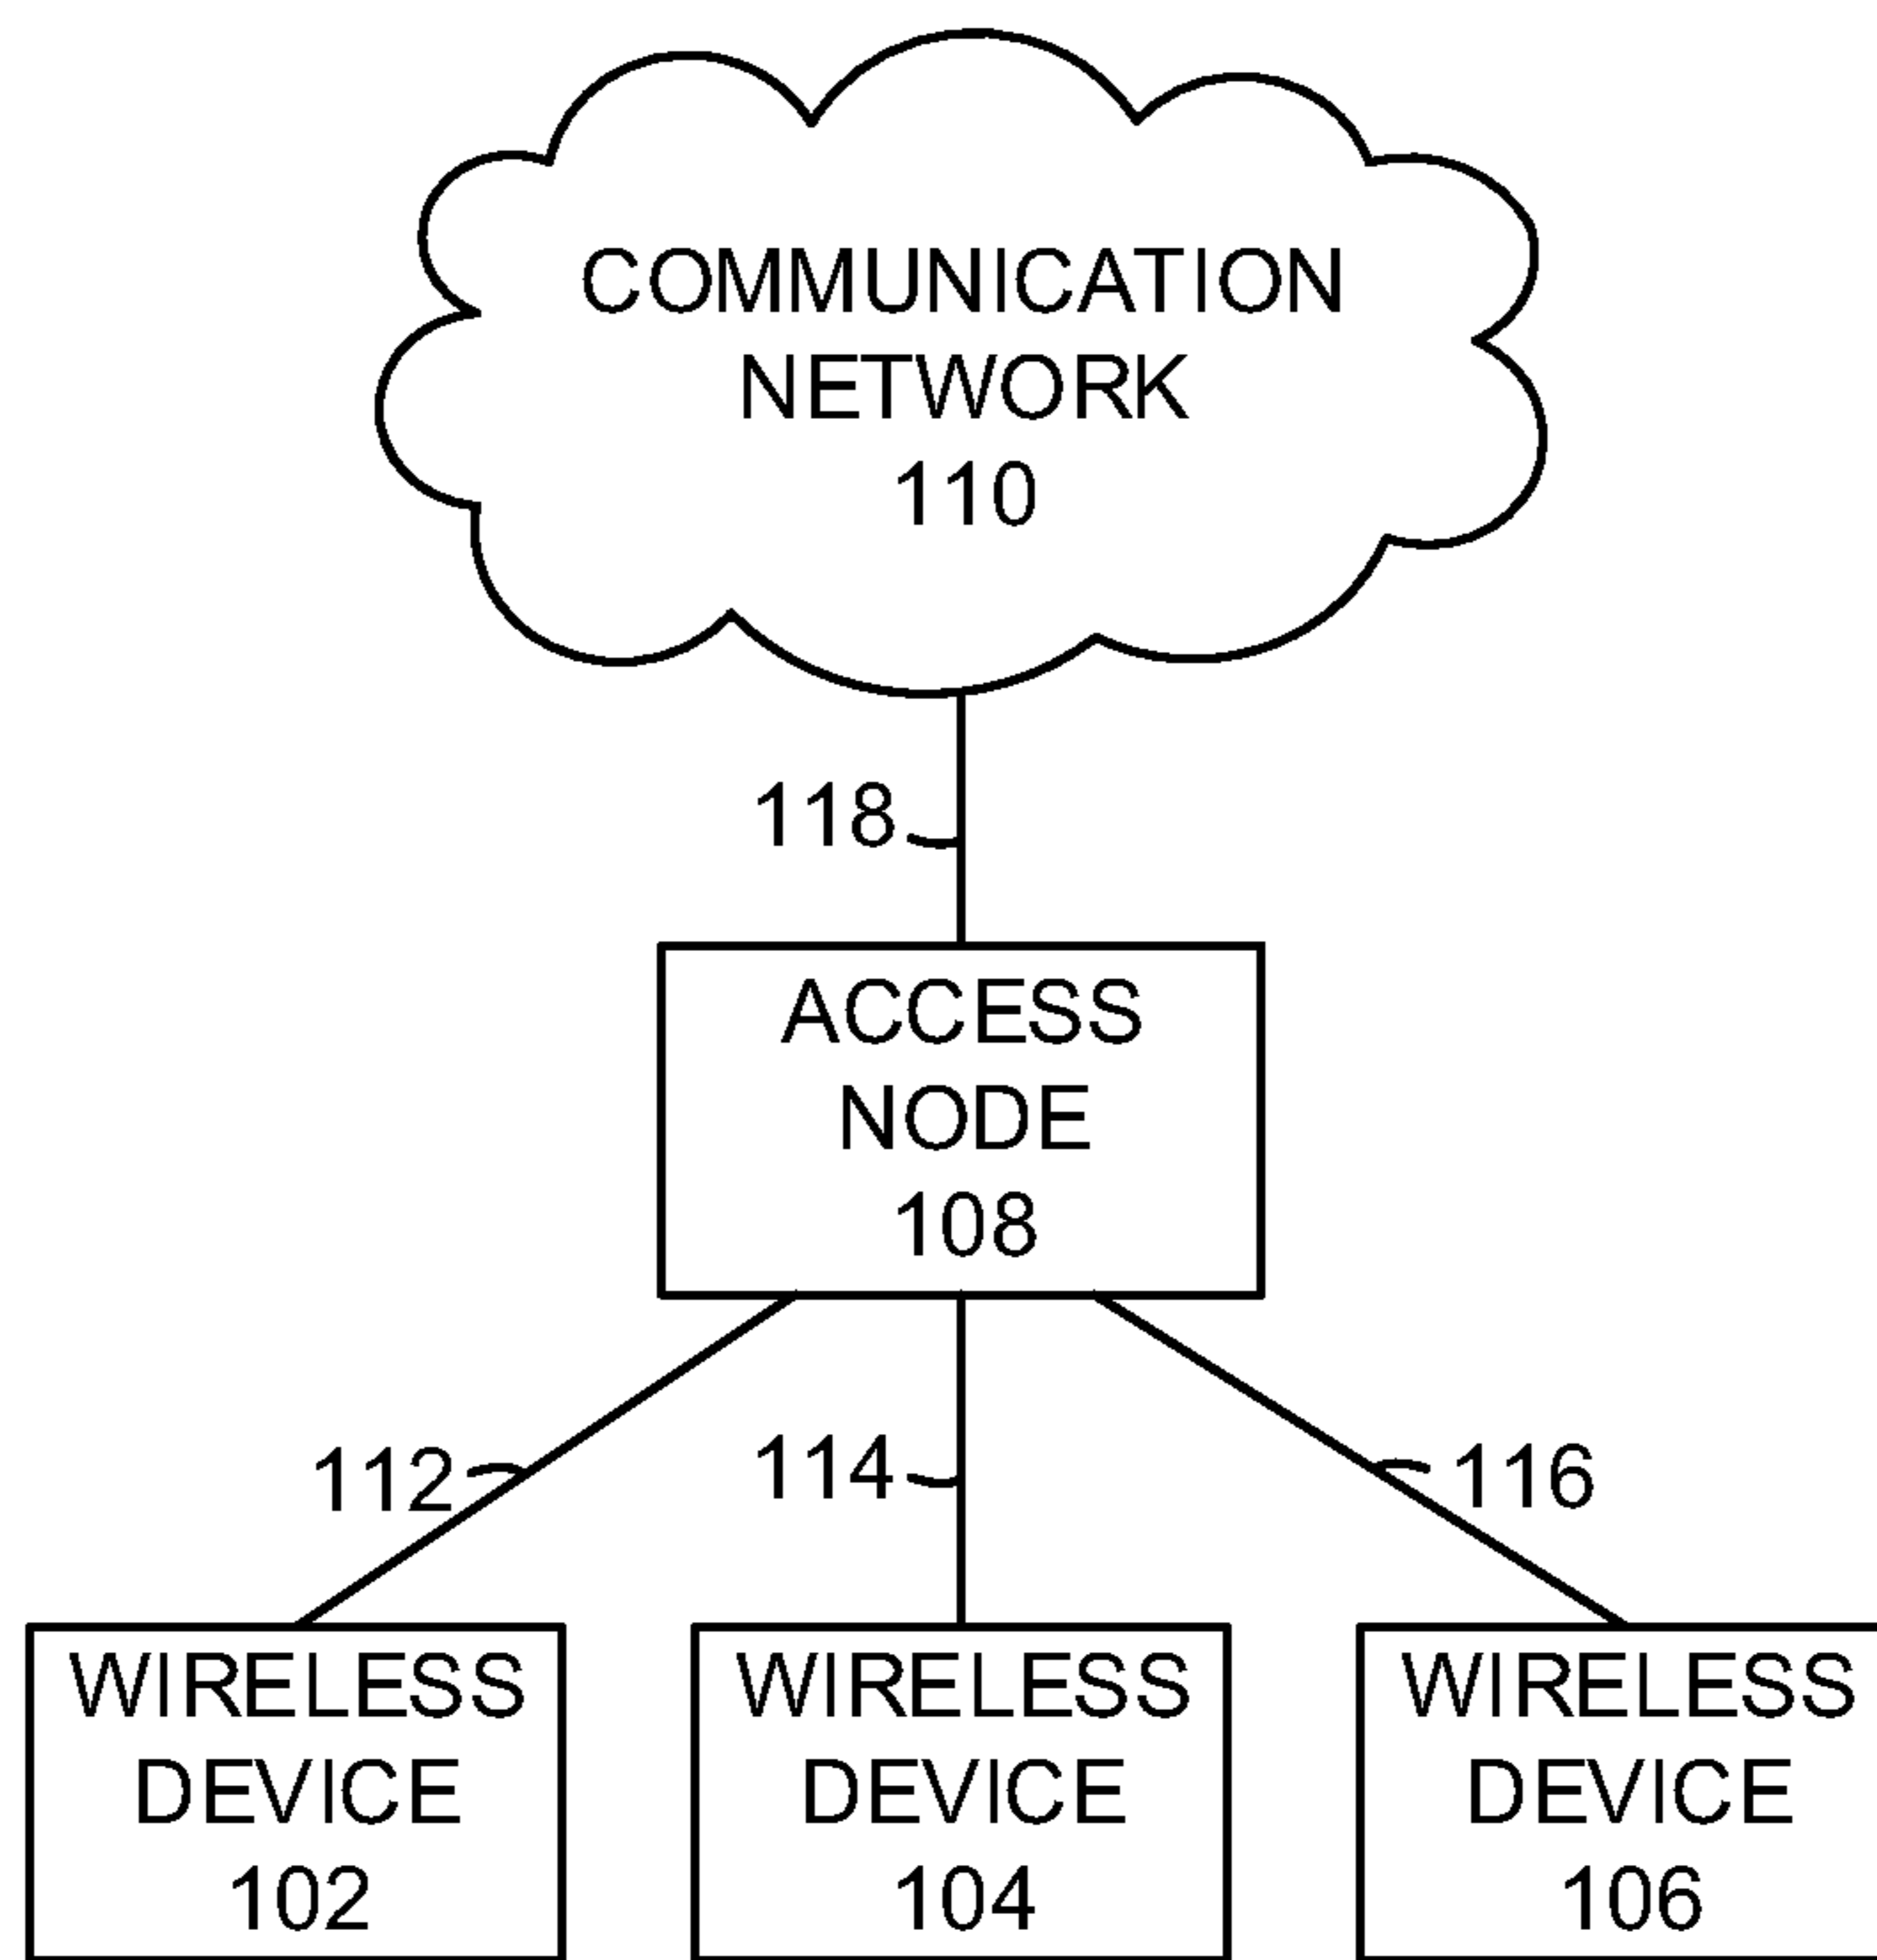 COMMUNICATION
NETWORK
110
118
ACCESS
NODE
108
112
114
116
WIRELESS
DEVICE
102
WIRELESS
DEVICE
104
WIRELESS
DEVICE
106